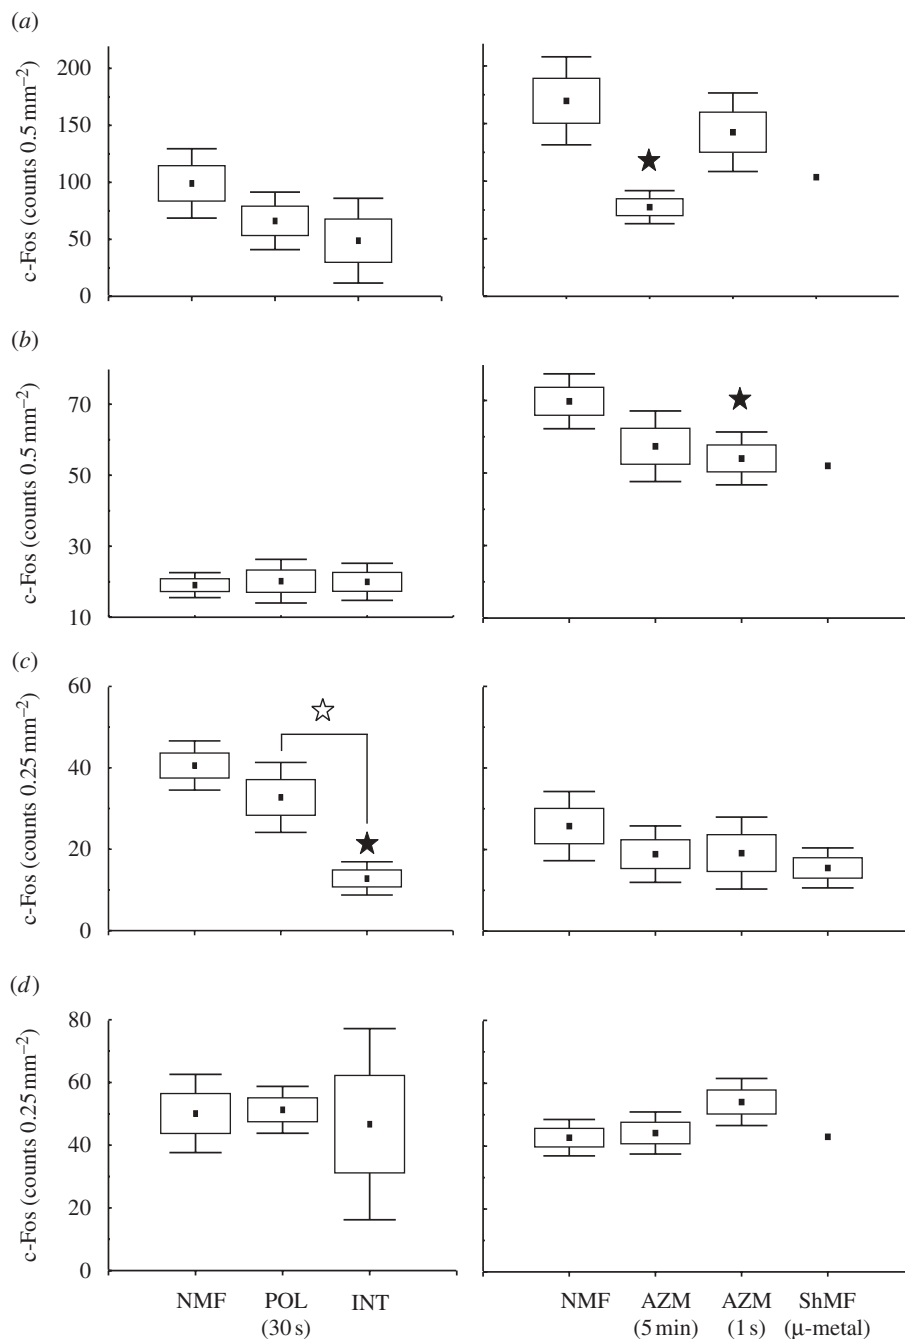 (a)
c-Fos (counts 0.5 mm⁻²)
200
150
100
50
0
(b)
c-Fos (counts 0.5 mm⁻²)
70
50
30
10
(c)
c-Fos (counts 0.25 mm⁻²)
60
40
20
0
(d)
c-Fos (counts 0.25 mm⁻²)
80
60
40
20
0
NMF POL INT NMF AZM AZM ShMF
(30 s) (5 min) (1 s) (μ-metal)